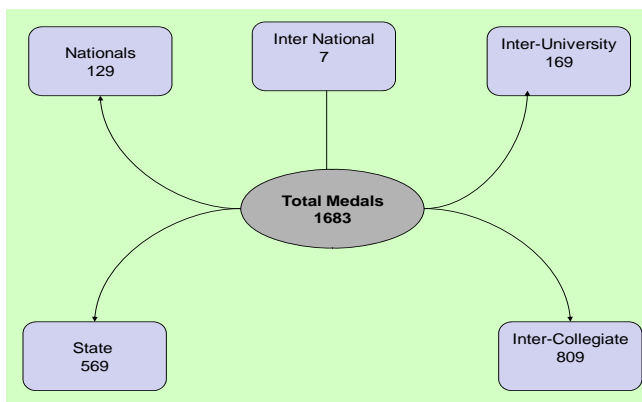 Nationals
129
Inter National
7
Inter-University
169
Total Medals
1683
State
569
Inter-Collegiate
809